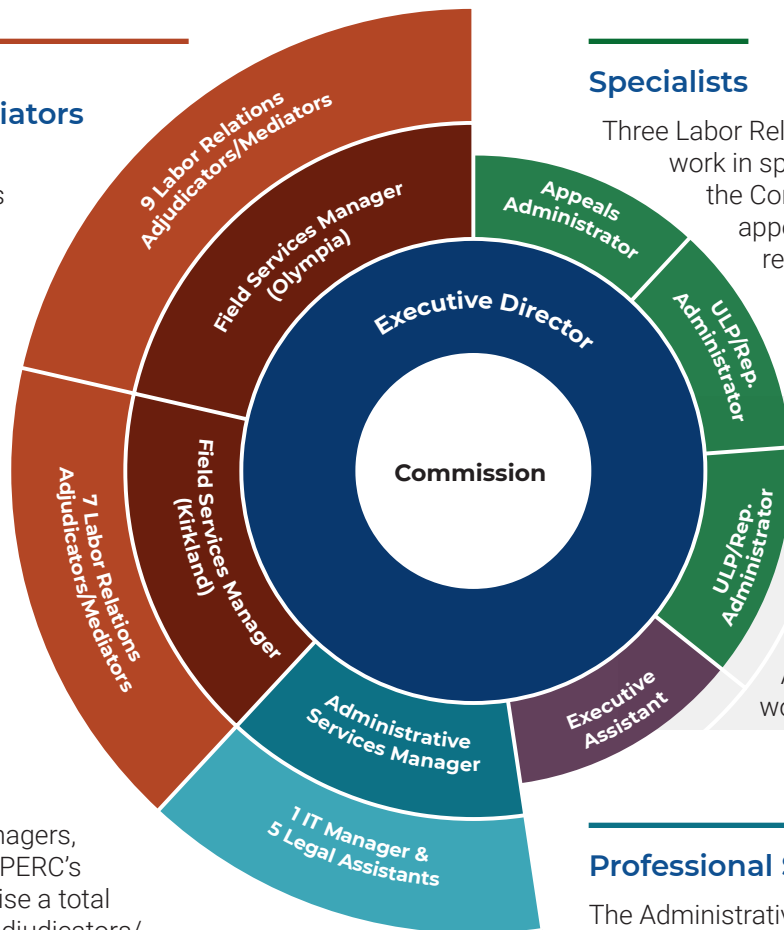 iators
s
9 Labor Relations
Adjudicators/Mediators
Field Services Manager
(Olympia)
Executive Director
Commission
Field Services Manager
(Kirkland)
7 Labor Relations
Adjudicators/Mediators
Administrative
Services Manager
1 IT Manager &
5 Legal Assistants
Appeals
Administrator
ULP/Rep.
Administrator
ULP/Rep.
Administrator
Executive
Assistant
Specialists
Three Labor Rel
work in sp
the Co
appe
re
wo
nagers,
PERC's
ise a total
djudicators/
Professional
The Administrativ